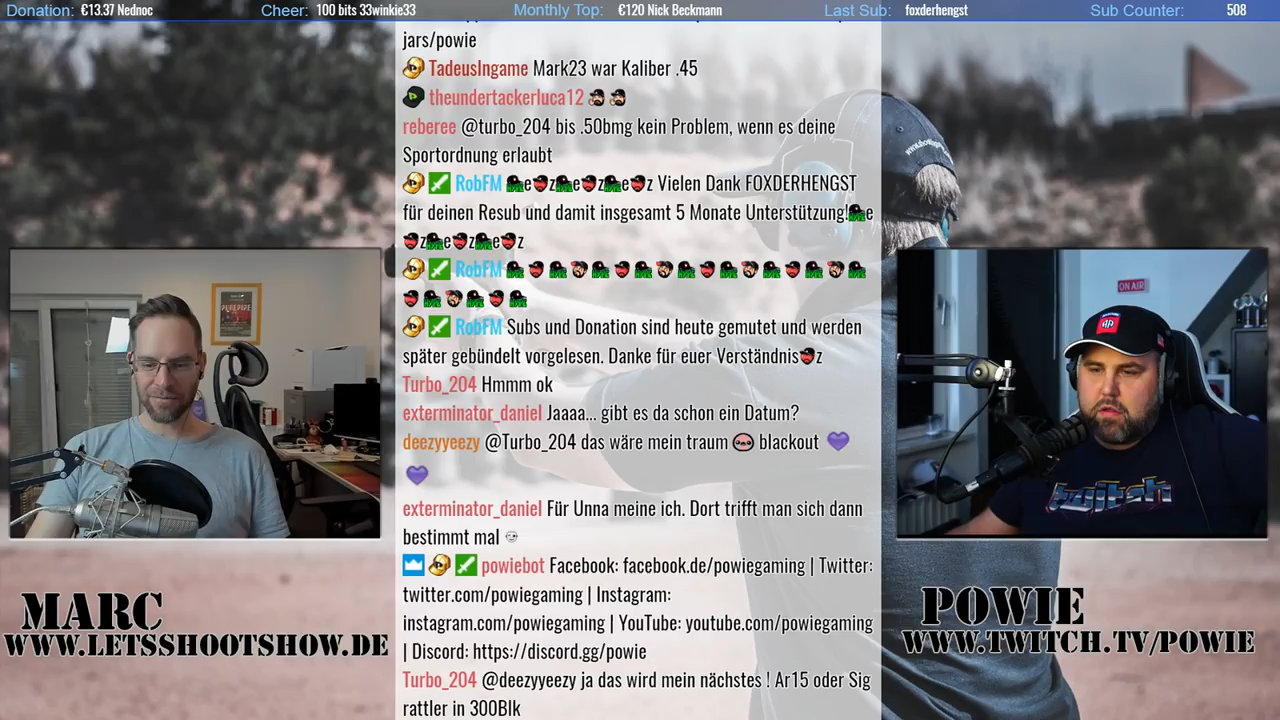 Donation: €13.37 Nednoc Cheer: 100 bits 33winkie33 Monthly Top: €120 Nick Beckmann Last Sub: foxderhengst Sub Counter: 508
jars/powie
TadeusIngame Mark23 war Kaliber .45
theundertackerluca12
reberee @turbo_204 bis .50bmg kein Problem, wenn es deine
Sportordnung erlaubt
RobFM e z e z e z Vielen Dank FOXDERHENGST
für deinen Resub und damit insgesamt 5 Monate Unterstützung! e
z e z e z
RobFM
RobFM Subs und Donation sind heute gemutet und werden
später gebündelt vorgelesen. Danke für euer Verständnis z
Turbo_204 Hmmm ok
exterminator_daniel Jaaaa... gibt es da schon ein Datum?
deezyyeezy @Turbo_204 das wäre mein traum blackout 💜
💜
exterminator_daniel Für Unna meine ich. Dort trifft man sich dann
bestimmt mal
powiebot Facebook: facebook.de/powiegaming | Twitter:
twitter.com/powiegaming | Instagram:
instagram.com/powiegaming | YouTube: youtube.com/powiegaming
| Discord: https://discord.gg/powie
Turbo_204 @deezyyeezy ja das wird mein nächstes ! Ar15 oder Sig
rattler in 300Blk
MARC
WWW.LETSSHOOTSHOW.DE
ON AIR
twitch
POWIE
WWW.TWITCH.TV/POWIE